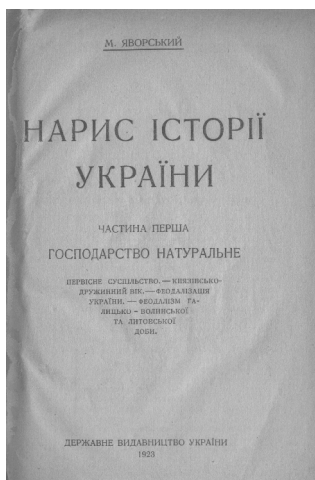 М. ЯВОРСЬКИЙ
НАРИС ІСТОРІЇ
УКРАЇНИ
ЧАСТИНА ПЕРША
ГОСПОДАРСТВО НАТУРАЛЬНЕ
ПЕРВІСНЕ СУСПІЛЬСТВО. — КНЯЗІВСЬКО-
ДРУЖИННИЙ ВІК. — ФЕОДАЛІЗАЦІЯ
УКРАЇНИ. — ФЕОДАЛІЗМ ГА-
ЛИЦЬКО - ВОЛИНСЬКОЇ
ТА ЛИТОВСЬКОЇ
ДОБИ.
ДЕРЖАВНЕ ВИДАВНИЦТВО УКРАЇНИ
1923